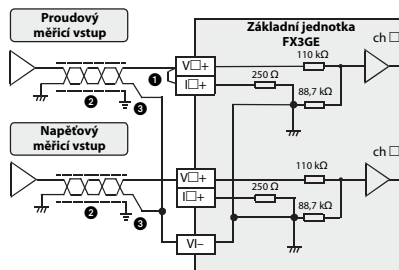 Proudový
měřicí vstup
Základní jednotka
FX3GE
ch □
110 kΩ
V□+
❶
250 Ω
I□+
88,7 kΩ
❷
❸
Napěťový
měřicí vstup
ch □
V□+
110 kΩ
250 Ω
I□+
88,7 kΩ
❷
❸
VI–